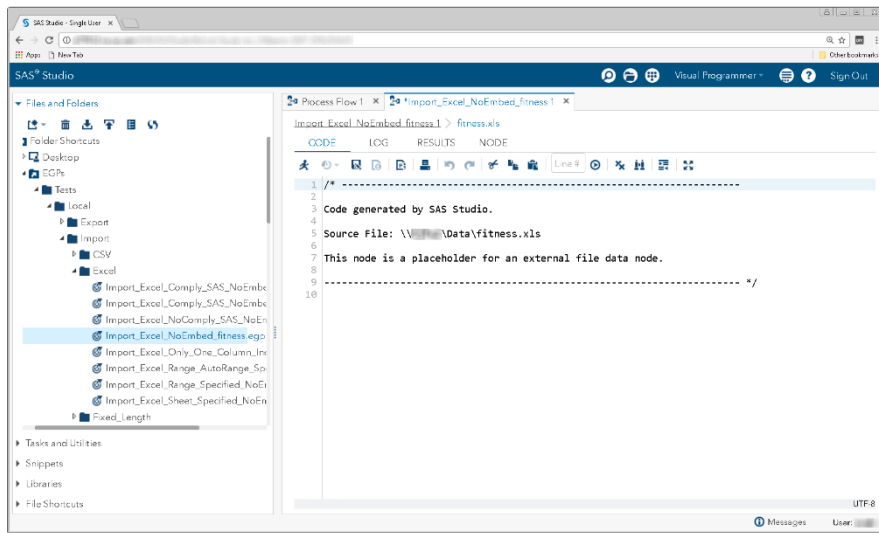 SAS Studio - Single User
Apps New Tab Other bookmarks
SAS® Studio Visual Programmer Sign Out
Files and Folders
Folder Shortcuts
Desktop
EGPs
Tests
Local
Export
Import
CSV
Excel
Import_Excel_Comply_SAS_NoEmbe
Import_Excel_Comply_SAS_NoEmbe
Import_Excel_NoComply_SAS_NoEn
Import_Excel_NoEmbed_fitness.egp
Import_Excel_Only_One_Column_Inc
Import_Excel_Range_AutoRange_Sp
Import_Excel_Range_Specified_NoEr
Import_Excel_Sheet_Specified_NoEn
Fixed_Length
Tasks and Utilities
Snippets
Libraries
File Shortcuts
Process Flow 1 *Import_Excel_NoEmbed_fitness 1
Import_Excel_NoEmbed_fitness 1 > fitness.xls
CODE LOG RESULTS NODE
Line #
1 /* -------------------------------------------------------------------
2
3 Code generated by SAS Studio.
4
5 Source File: \\ \Data\fitness.xls
6
7 This node is a placeholder for an external file data node.
8
9 ---------------------------------------------------------------------- */
10
UTF-8
Messages User: